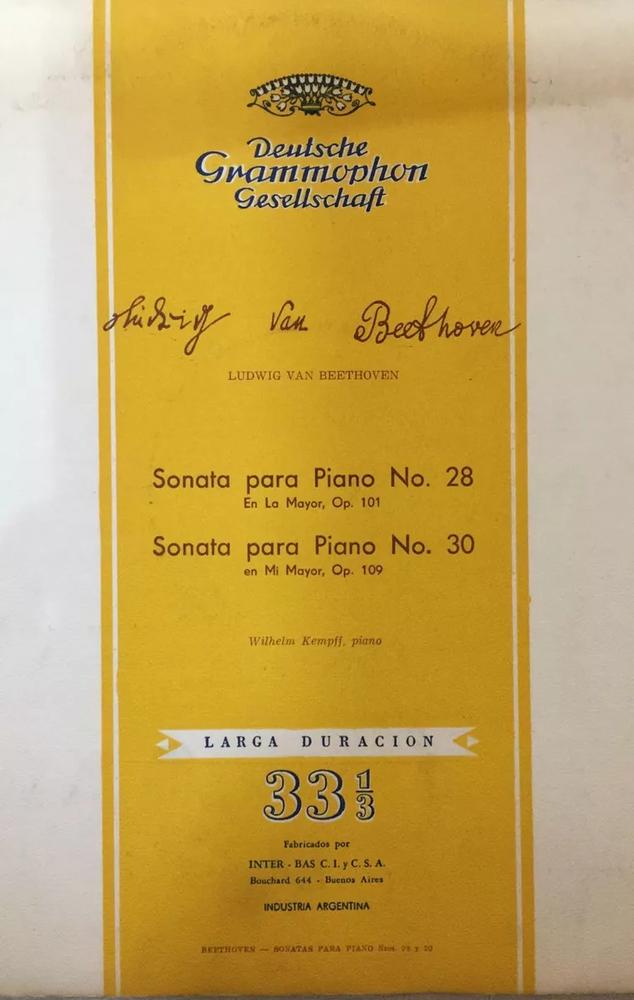 Deutsche
Grammophon
Gesellschaft
Ludwig van Beethoven
LUDWIG VAN BEETHOVEN
Sonata para Piano No. 28
En La Mayor, Op. 101
Sonata para Piano No. 30
en Mi Mayor, Op. 109
Wilhelm Kempff, piano
LARGA DURACION
33 1/3
Fabricados por
INTER - BAS C. I. y C. S. A.
Bouchard 644 - Buenos Aires
INDUSTRIA ARGENTINA
BEETHOVEN — SONATAS PARA PIANO Nros. 28 y 30